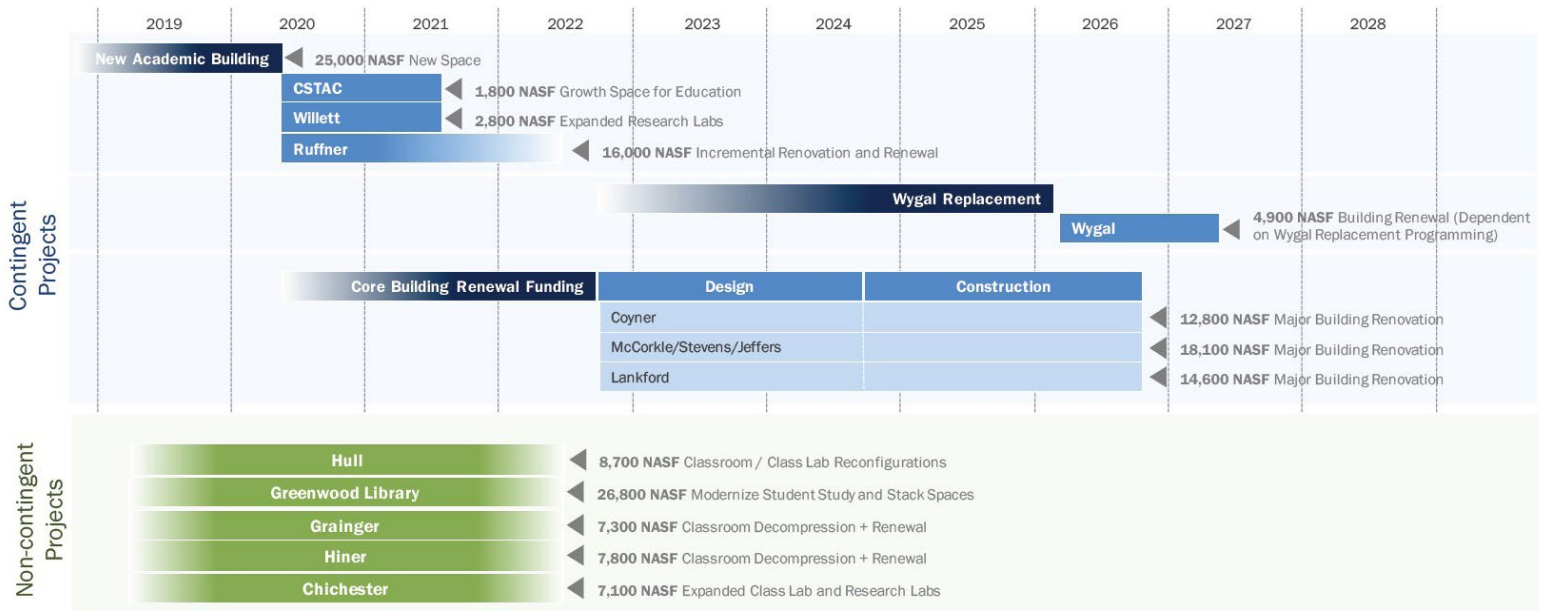 2019 2020 2021 2022 2023 2024 2025 2026 2027 2028
Contingent
Projects
New Academic Building 25,000 NASF New Space
CSTAC 1,800 NASF Growth Space for Education
Willett 2,800 NASF Expanded Research Labs
Ruffner 16,000 NASF Incremental Renovation and Renewal
Wygal Replacement
Wygal 4,900 NASF Building Renewal (Dependent
on Wygal Replacement Programming)
Core Building Renewal Funding Design Construction
Coyner 12,800 NASF Major Building Renovation
McCorkle/Stevens/Jeffers 18,100 NASF Major Building Renovation
Lankford 14,600 NASF Major Building Renovation
Non-contingent
Projects
Hull 8,700 NASF Classroom / Class Lab Reconfigurations
Greenwood Library 26,800 NASF Modernize Student Study and Stack Spaces
Grainger 7,300 NASF Classroom Decompression + Renewal
Hiner 7,800 NASF Classroom Decompression + Renewal
Chichester 7,100 NASF Expanded Class Lab and Research Labs